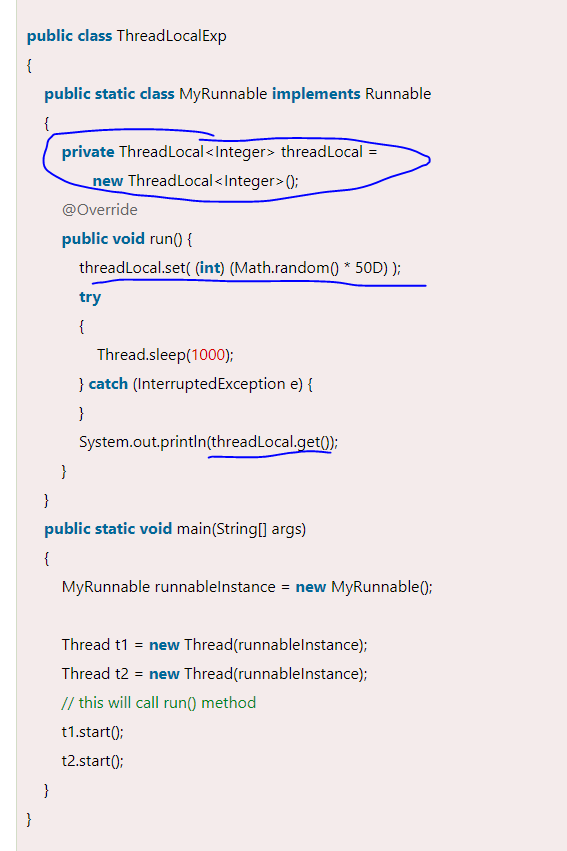 public class ThreadLocalExp
{
public static class MyRunnable implements Runnable
{
private ThreadLocal<Integer> threadLocal =
new ThreadLocal<Integer>();
@Override
public void run() {
threadLocal.set( (int) (Math.random() * 50D) );
try
{
Thread.sleep(1000);
} catch (InterruptedException e) {
}
System.out.println(threadLocal.get());
}
}
public static void main(String[] args)
{
MyRunnable runnableInstance = new MyRunnable();
Thread t1 = new Thread(runnableInstance);
Thread t2 = new Thread(runnableInstance);
// this will call run() method
t1.start();
t2.start();
}
}